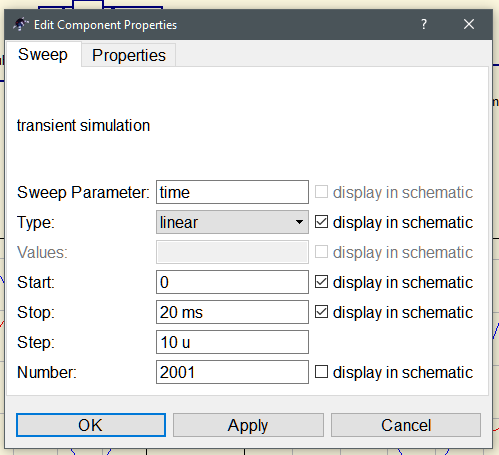 Edit Component Properties ? ×
Sweep Properties
transient simulation
Sweep Parameter: time display in schematic
Type: linear display in schematic
Values: display in schematic
Start: 0 display in schematic
Stop: 20 ms display in schematic
Step: 10 u
Number: 2001 display in schematic
OK Apply Cancel